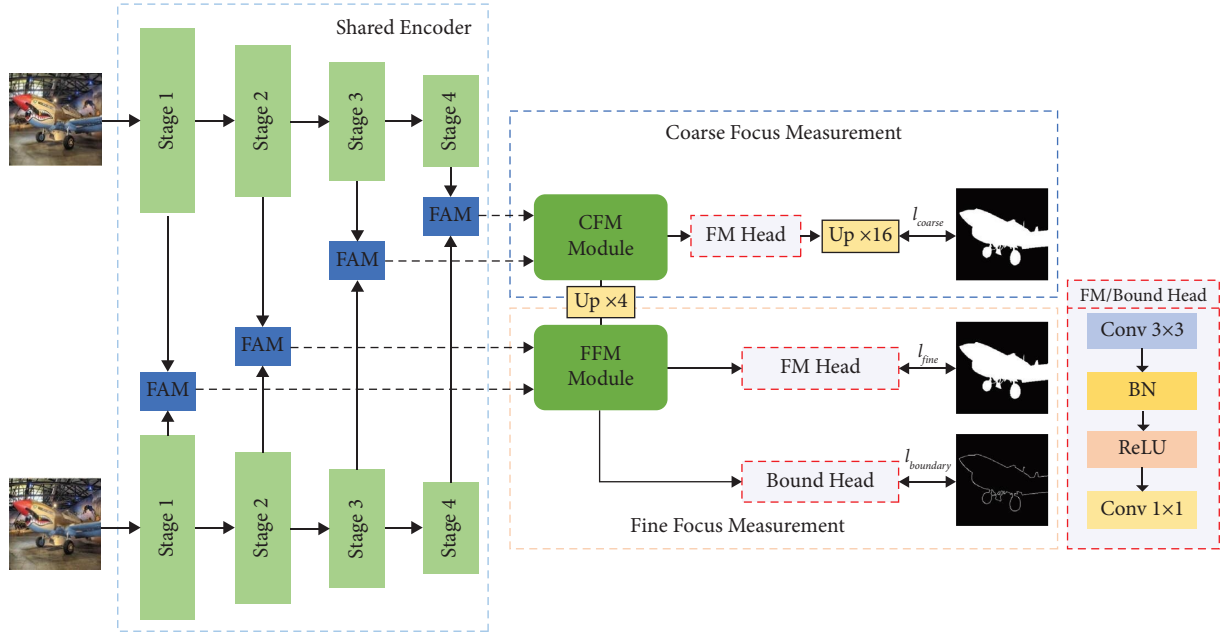 Shared Encoder
Stage 1
Stage 2
Stage 3
Stage 4
FAM
FAM
FAM
FAM
Stage 1
Stage 2
Stage 3
Stage 4
Coarse Focus Measurement
CFM
Module
FM Head
Up ×16
l_coarse
Up ×4
FFM
Module
FM Head
l_fine
Bound Head
l_boundary
Fine Focus Measurement
FM/Bound Head
Conv 3×3
BN
ReLU
Conv 1×1